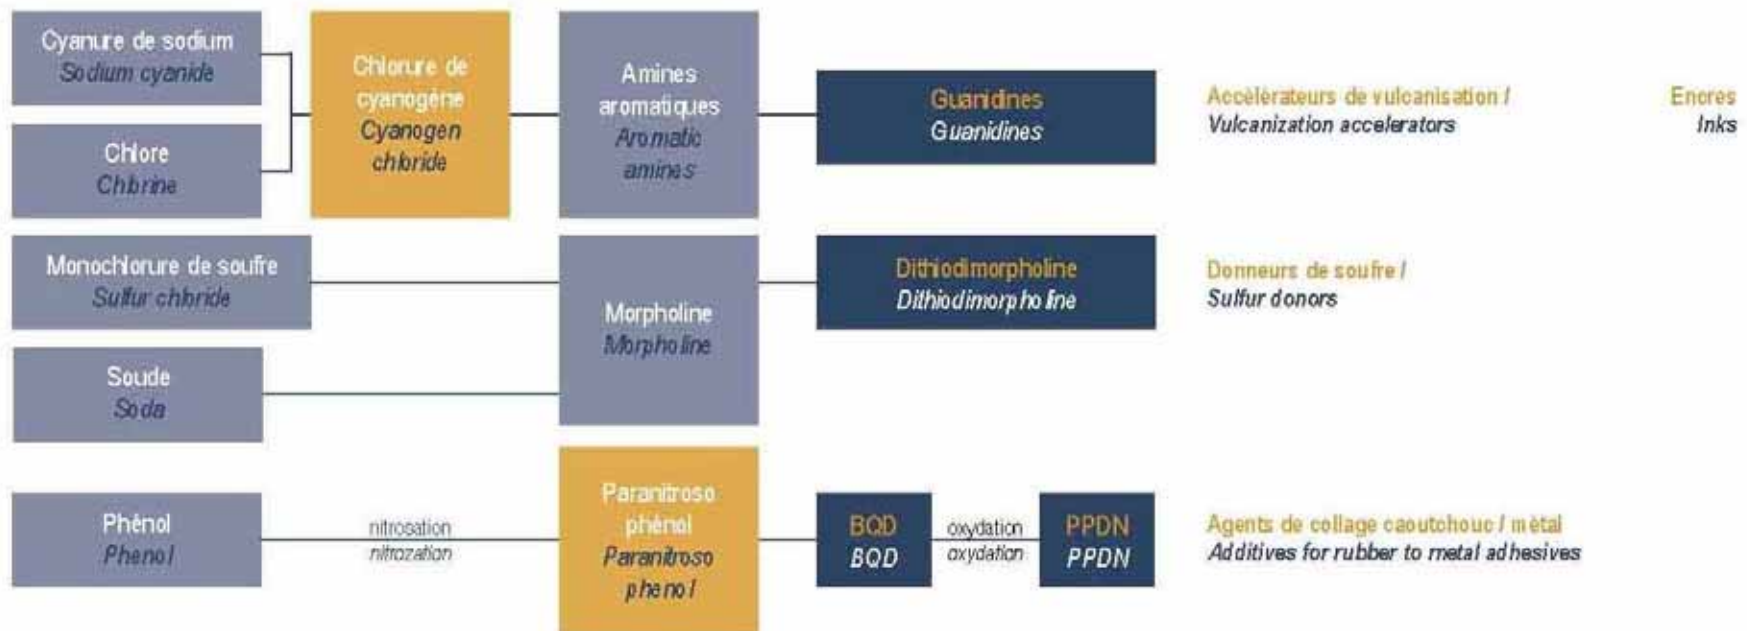 Cyanure de sodium
Sodium cyanide
Chlore
Chlorine
Chlorure de
cyanogène
Cyanogen
chloride
Amines
aromatiques
Aromatic
amines
Guanidines
Guanidines
Accélérateurs de vulcanisation /
Vulcanization accelerators
Encres
Inks
Monochlorure de soufre
Sulfur chloride
Soude
Soda
Morpholine
Morpholine
Dithiodimorpholine
Dithiodimorpholine
Donneurs de soufre /
Sulfur donors
Phénol
Phenol
nitrosation
nitrozation
Paranitroso
phénol
Paranitroso
phenol
BQD
BQD
oxydation
oxydation
PPDN
PPDN
Agents de collage caoutchouc / métal
Additives for rubber to metal adhesives